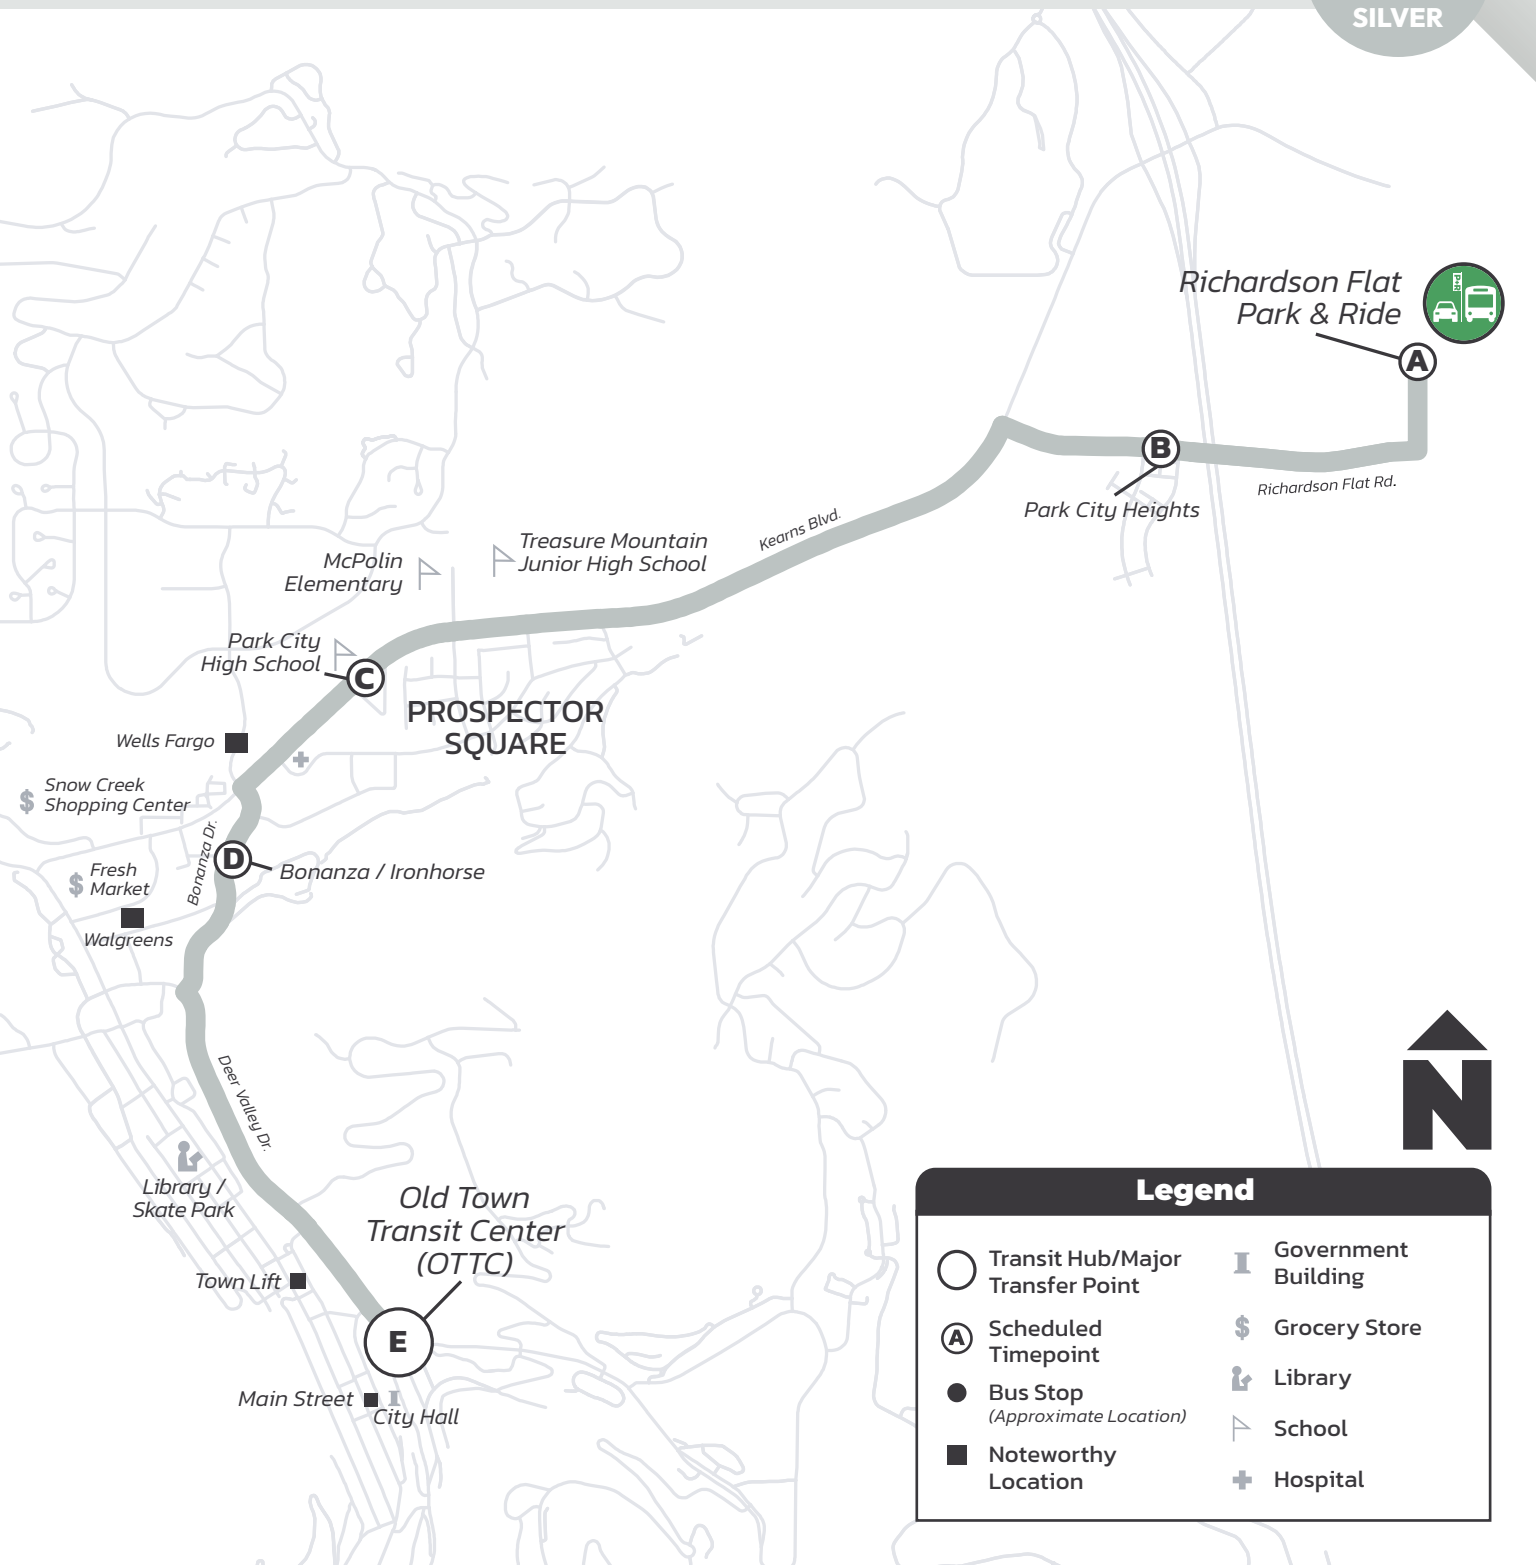 SILVER
Richardson Flat
Park & Ride
A
B
Richardson Flat Rd.
Park City Heights
Kearns Blvd.
Treasure Mountain
Junior High School
McPolin
Elementary
Park City
High School
C
PROSPECTOR
SQUARE
Wells Fargo
$
Snow Creek
Shopping Center
Bonanza Dr.
D
Bonanza / Ironhorse
$
Fresh
Market
Walgreens
Deer Valley Dr.
Library /
Skate Park
Old Town
Transit Center
(OTTC)
Town Lift
E
Main Street
City Hall
N
Legend
Transit Hub/Major
Transfer Point
A
Scheduled
Timepoint
Bus Stop
(Approximate Location)
Noteworthy
Location
Government
Building
$
Grocery Store
Library
School
Hospital